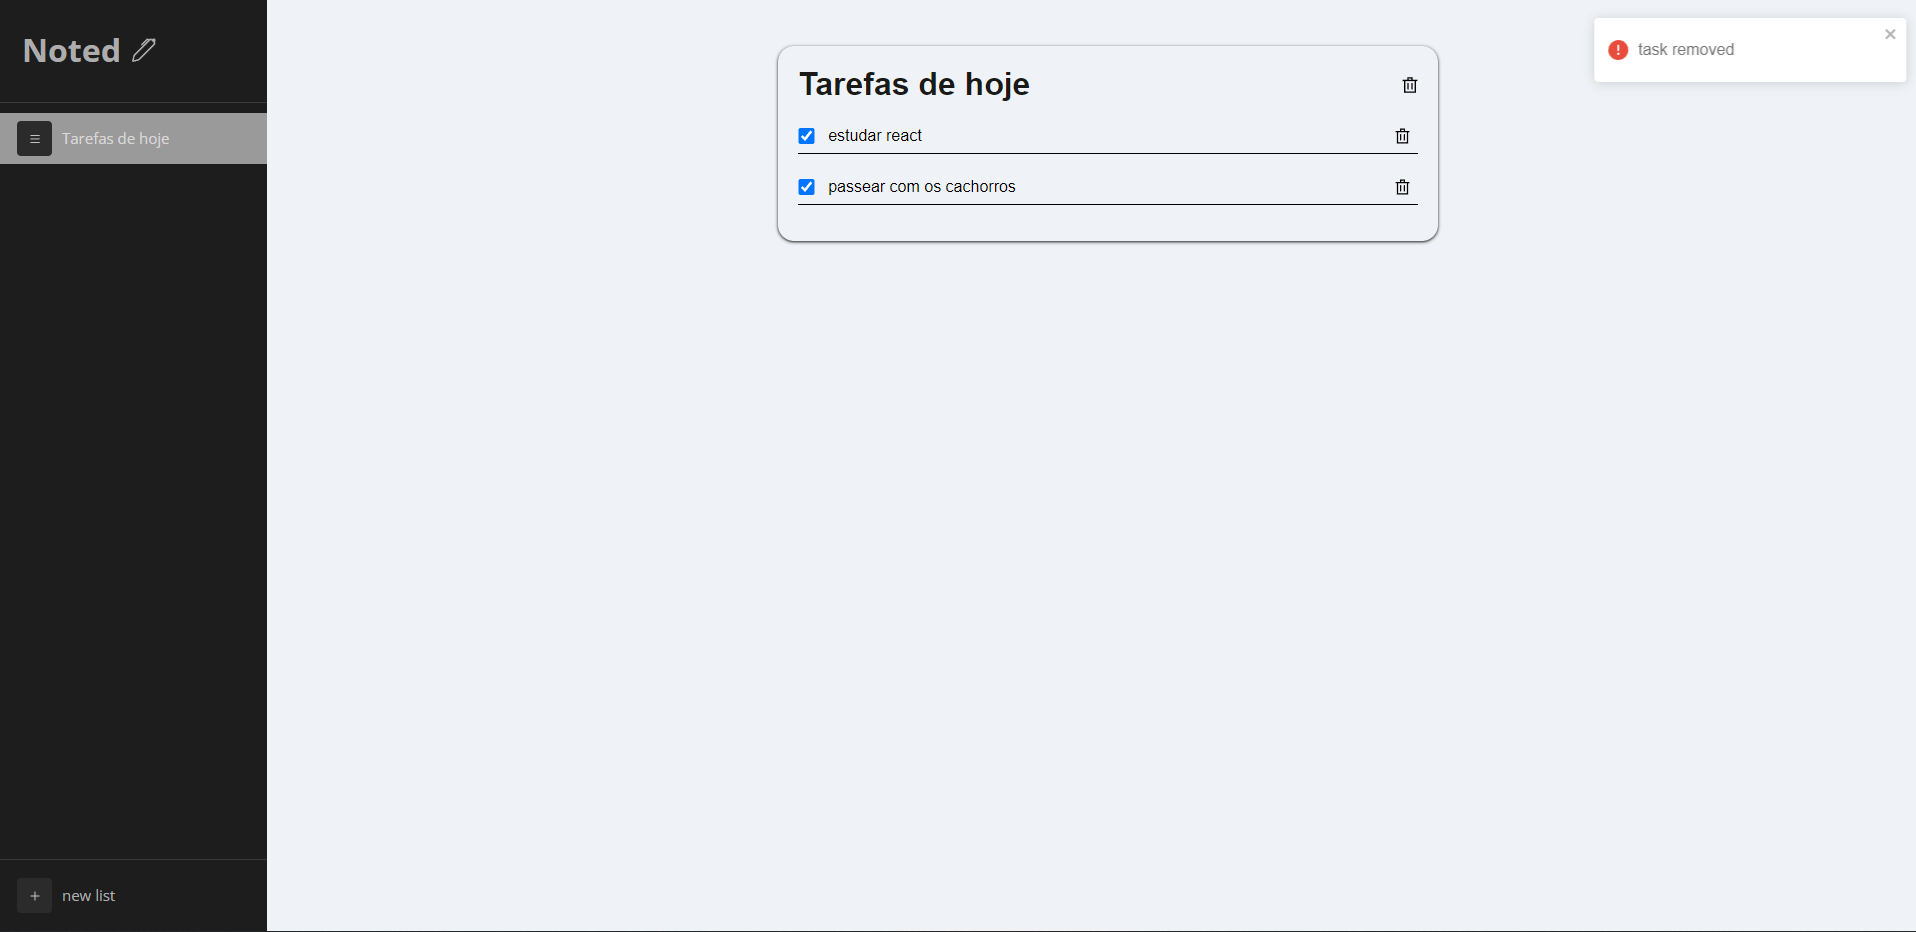 Noted
Tarefas de hoje
new list
Tarefas de hoje
estudar react
passear com os cachorros
task removed